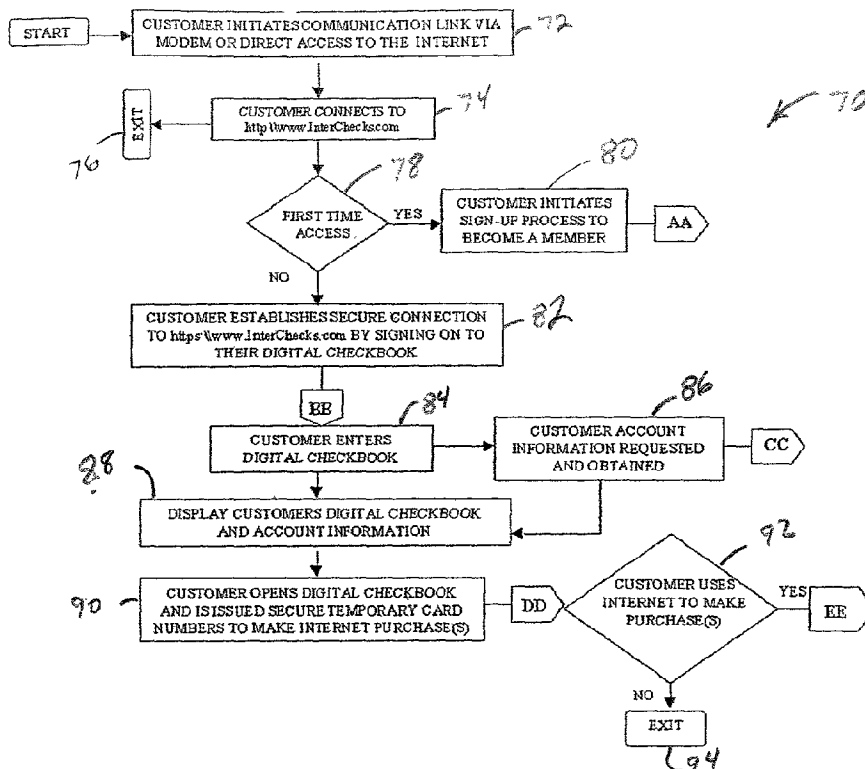 START
CUSTOMER INITIATES COMMUNICATION LINK VIA
MODEM OR DIRECT ACCESS TO THE INTERNET
72
CUSTOMER CONNECTS TO
http\\www.InterChecks.com
74
EXIT
76
70
78
FIRST TIME
ACCESS
YES
80
CUSTOMER INITIATES
SIGN-UP PROCESS TO
BECOME A MEMBER
AA
NO
CUSTOMER ESTABLISHES SECURE CONNECTION
TO https\\www.InterChecks.com BY SIGNING ON TO
THEIR DIGITAL CHECKBOOK
82
BB
84
CUSTOMER ENTERS
DIGITAL CHECKBOOK
86
CUSTOMER ACCOUNT
INFORMATION REQUESTED
AND OBTAINED
CC
88
DISPLAY CUSTOMERS DIGITAL CHECKBOOK
AND ACCOUNT INFORMATION
90
CUSTOMER OPENS DIGITAL CHECKBOOK
AND IS ISSUED SECURE TEMPORARY CARD
NUMBERS TO MAKE INTERNET PURCHASE(S)
DD
92
CUSTOMER USES
INTERNET TO MAKE
PURCHASE(S)
YES
EE
NO
EXIT
94